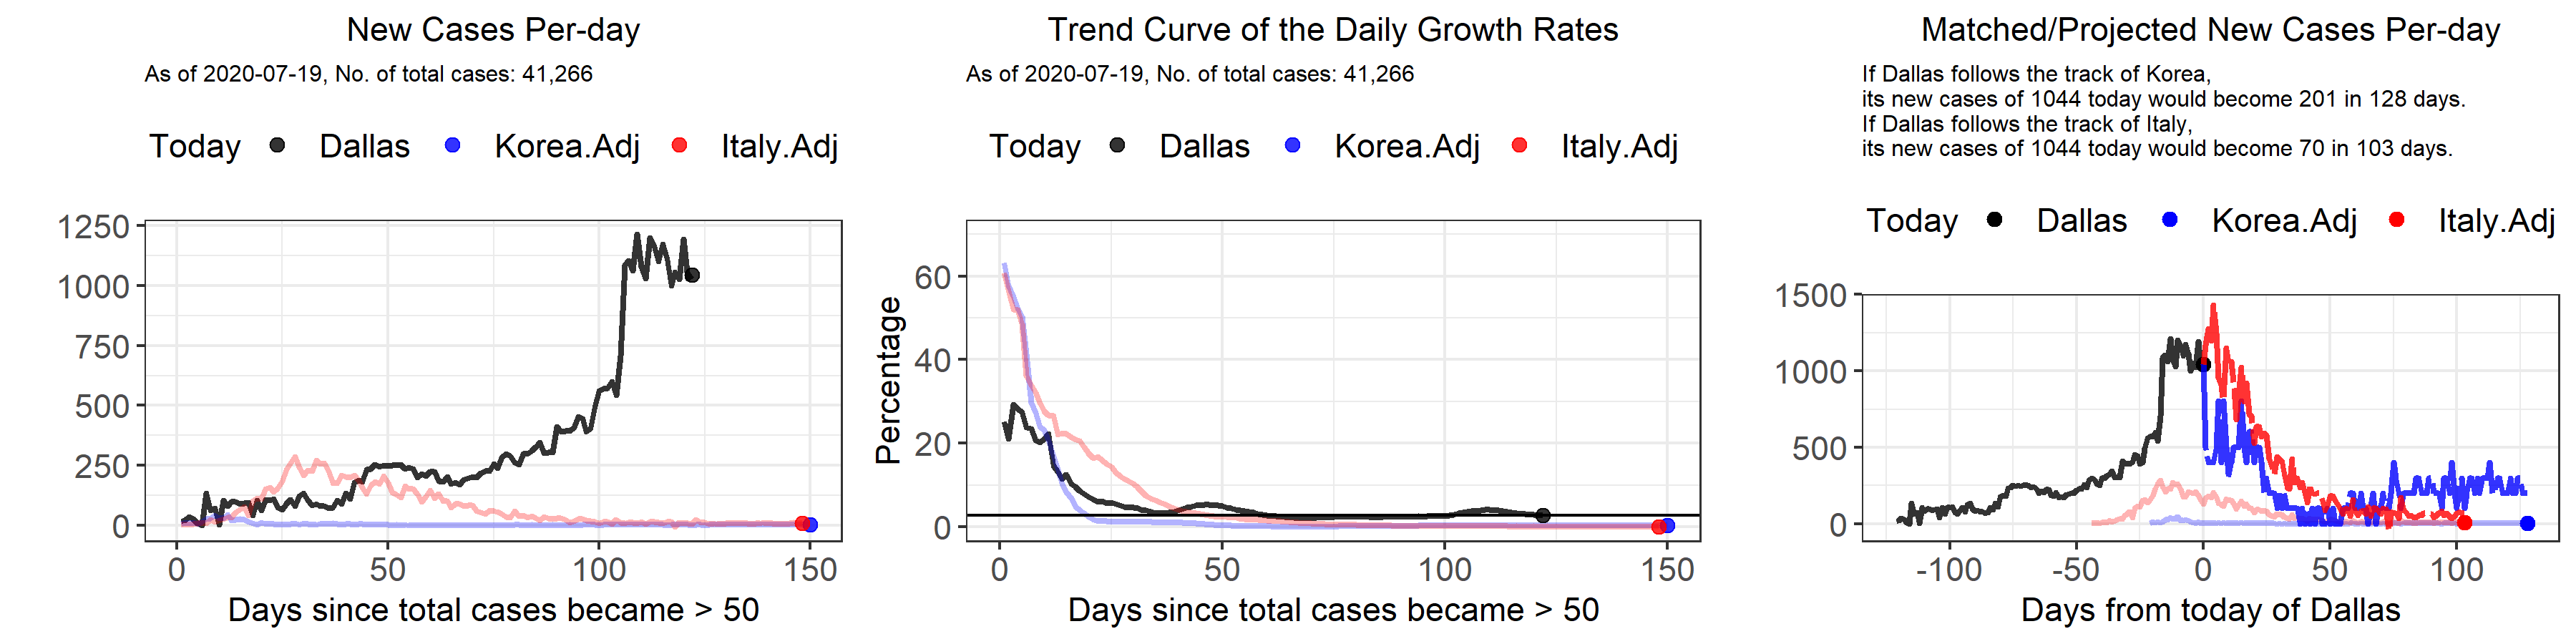 New Cases Per-day
As of 2020-07-19, No. of total cases: 41,266
Today Dallas Korea.Adj Italy.Adj
1250
1000
750
500
250
0
0 50 100 150
Days since total cases became > 50
Trend Curve of the Daily Growth Rates
As of 2020-07-19, No. of total cases: 41,266
Today Dallas Korea.Adj Italy.Adj
Percentage
60
40
20
0
0 50 100 150
Days since total cases became > 50
Matched/Projected New Cases Per-day
If Dallas follows the track of Korea,
its new cases of 1044 today would become 201 in 128 days.
If Dallas follows the track of Italy,
its new cases of 1044 today would become 70 in 103 days.
Today Dallas Korea.Adj Italy.Adj
1500
1000
500
0
-100 -50 0 50 100
Days from today of Dallas